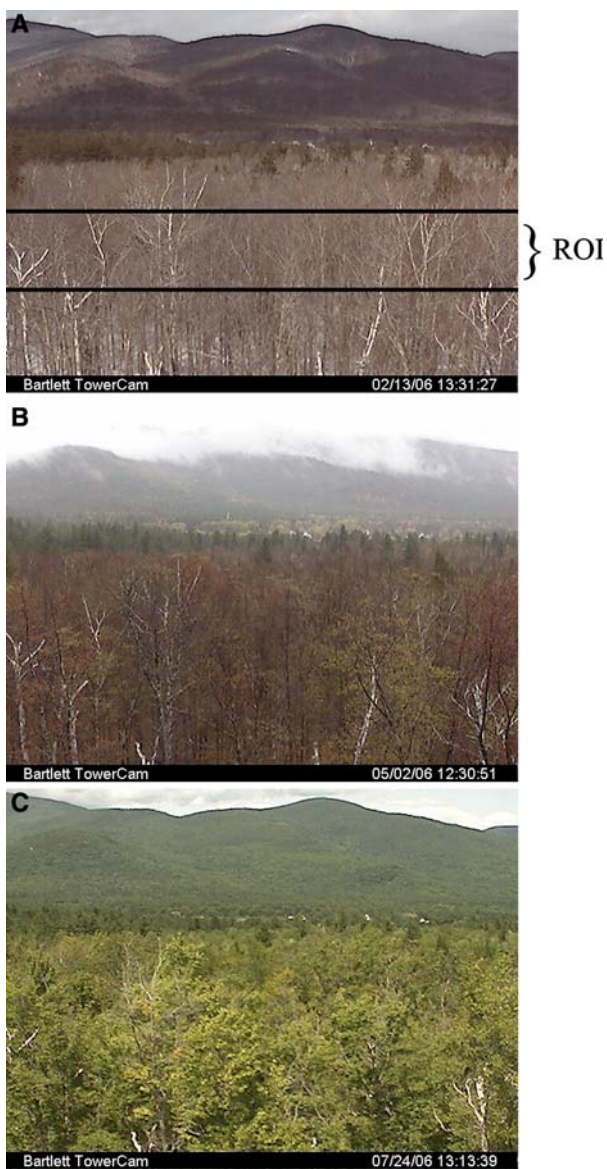 A
} ROI
Bartlett TowerCam 02/13/06 13:31:27
B
Bartlett TowerCam 05/02/06 12:30:51
C
Bartlett TowerCam 07/24/06 13:13:39